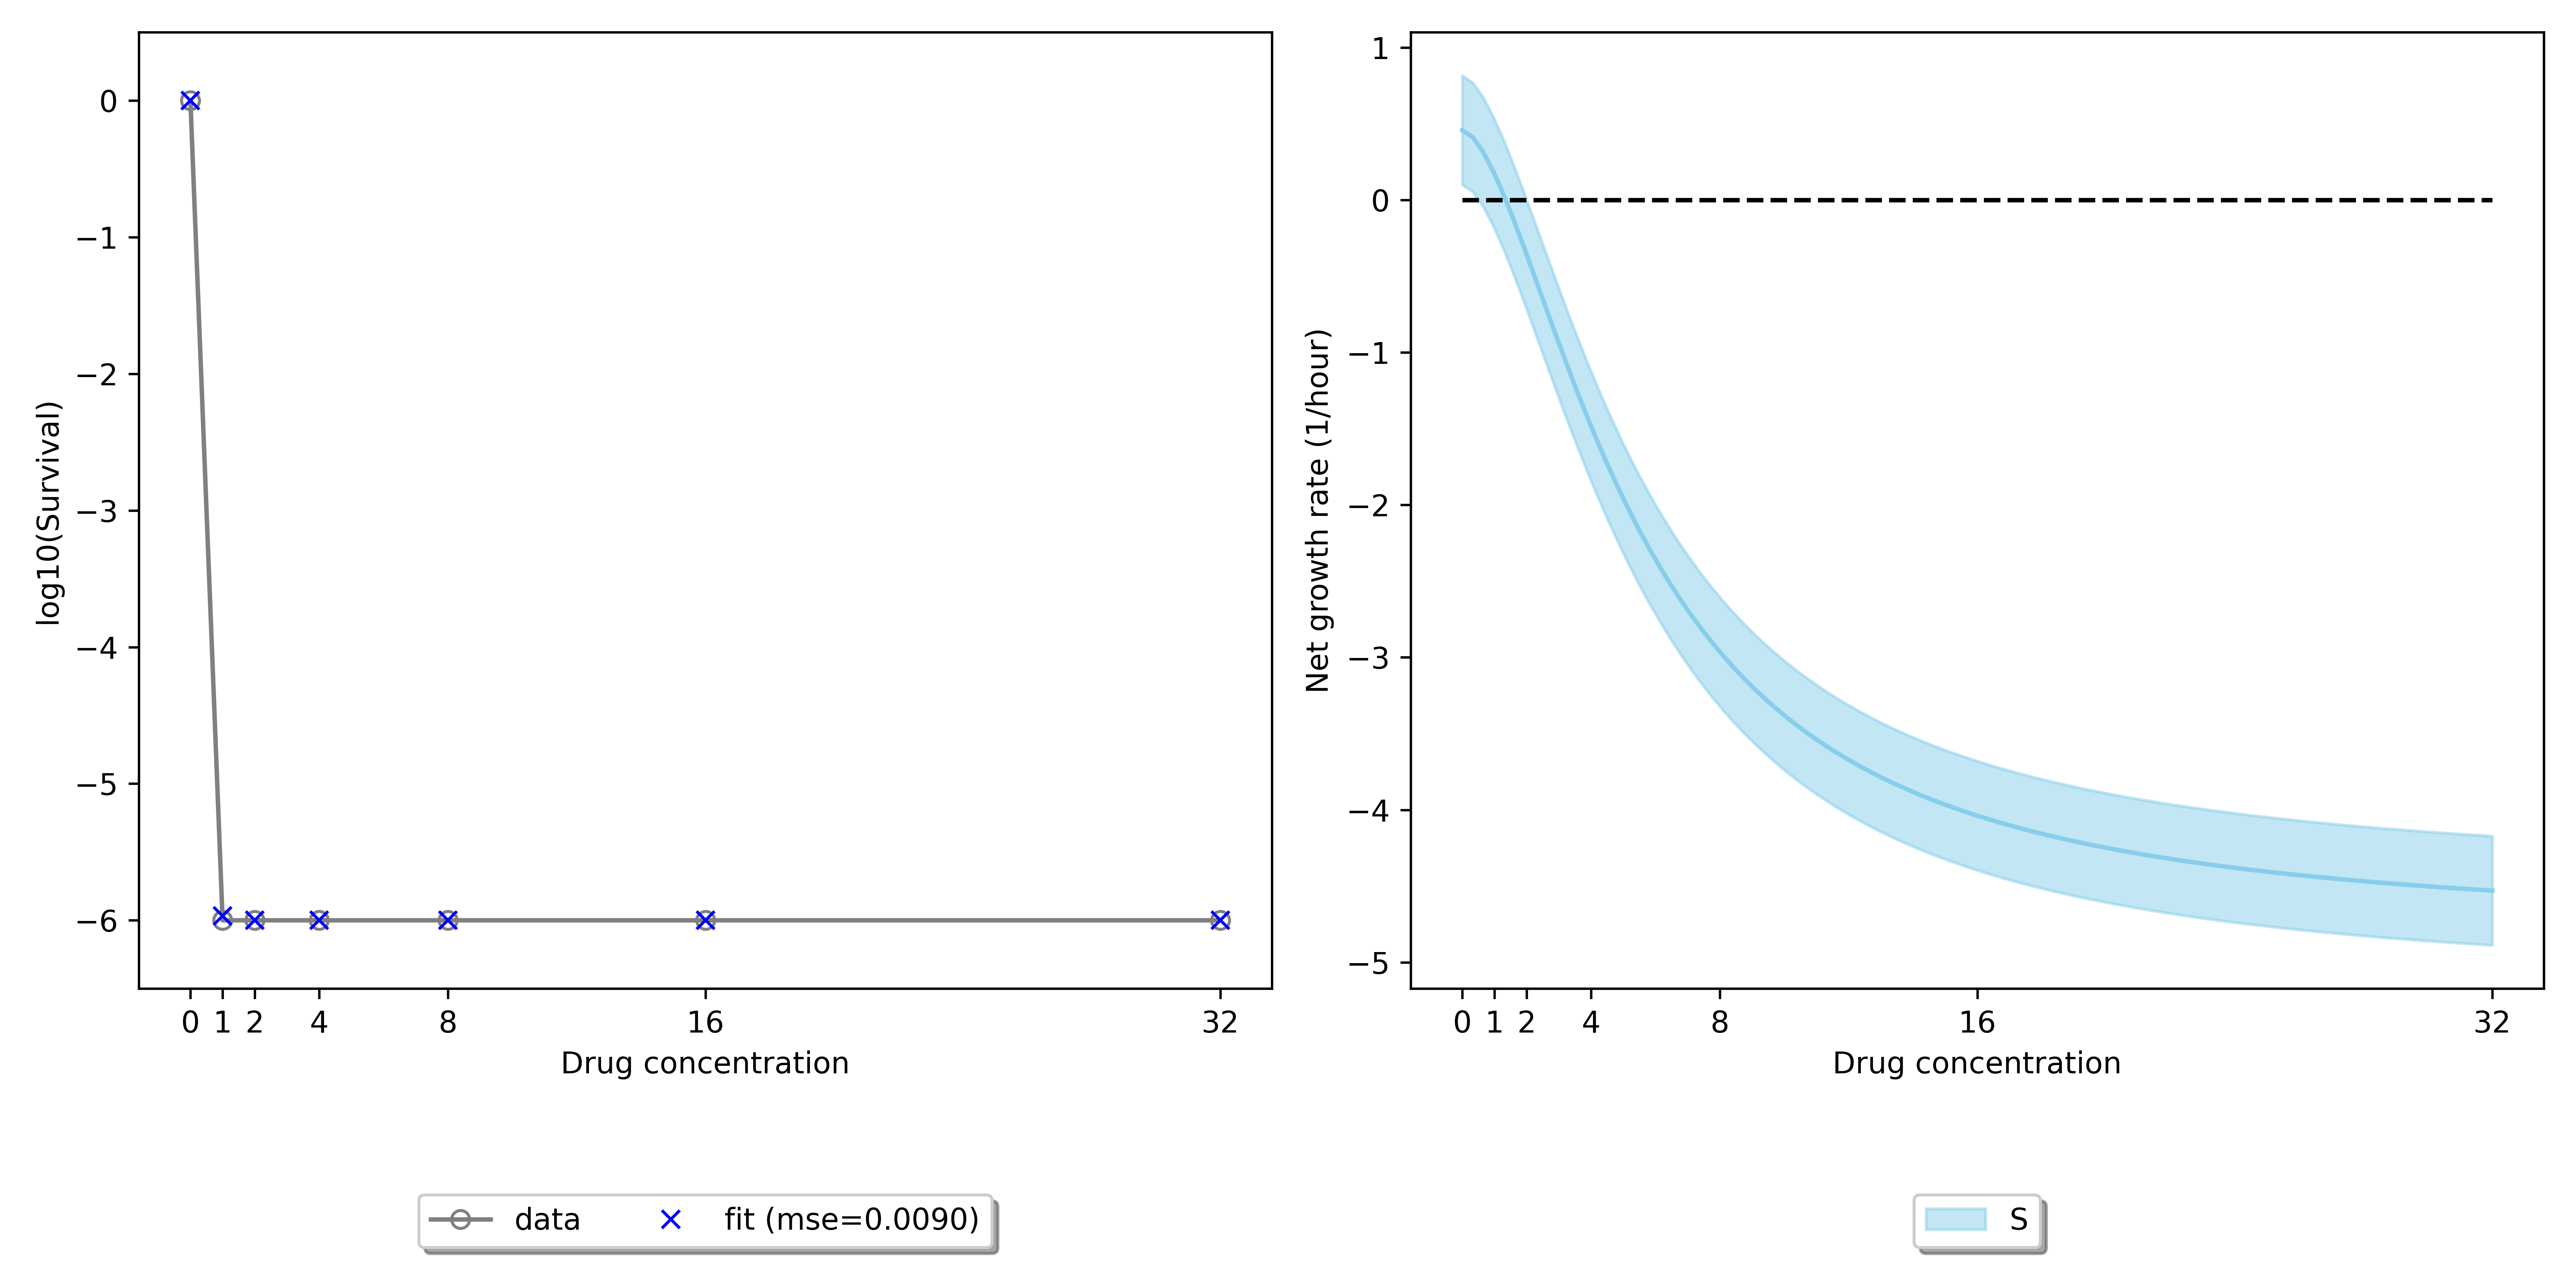 log10(Survival)
0
−1
−2
−3
−4
−5
−6
0 1 2 4 8 16 32
Drug concentration
data fit (mse=0.0090)
Net growth rate (1/hour)
1
0
−1
−2
−3
−4
−5
0 1 2 4 8 16 32
Drug concentration
S